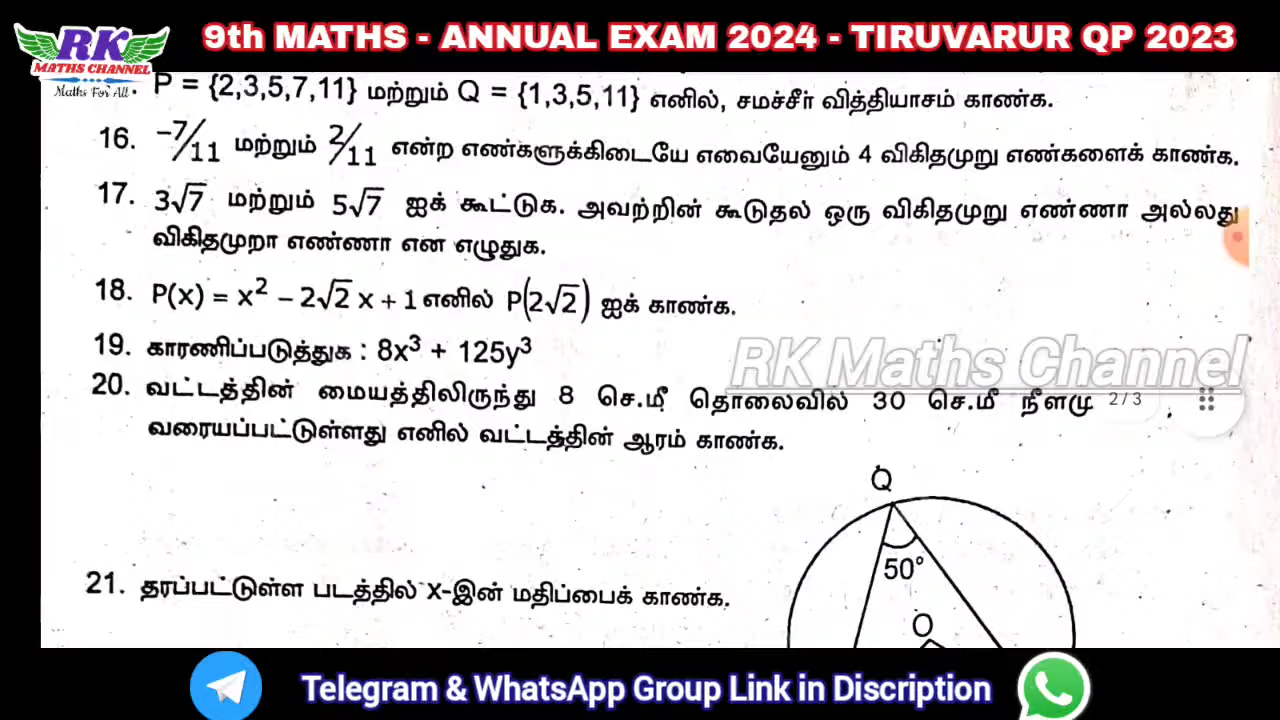 RK
MATHS CHANNEL
Maths For All
9th MATHS - ANNUAL EXAM 2024 - TIRUVARUR QP 2023
P = {2,3,5,7,11} மற்றும் Q = {1,3,5,11} எனில், சமச்சீர் வித்தியாசம் காண்க.
16. −7/11 மற்றும் 2/11 என்ற எண்களுக்கிடையே எவையேனும் 4 விகிதமுறு எண்களைக் காண்க.
17. 3√7 மற்றும் 5√7 ஐக் கூட்டுக. அவற்றின் கூடுதல் ஒரு விகிதமுறு எண்ணா அல்லது
விகிதமுறா எண்ணா என எழுதுக.
18. P(x) = x² − 2√2 x + 1 எனில் P(2√2) ஐக் காண்க.
19. காரணிப்படுத்துக : 8x³ + 125y³
RK Maths Channel
20. வட்டத்தின் மையத்திலிருந்து 8 செ.மீ தொலைவில் 30 செ.மீ நீளமு
2 / 3
வரையப்பட்டுள்ளது எனில் வட்டத்தின் ஆரம் காண்க.
Q
50°
21. தரப்பட்டுள்ள படத்தில் x-இன் மதிப்பைக் காண்க.
O
Telegram & WhatsApp Group Link in Discription